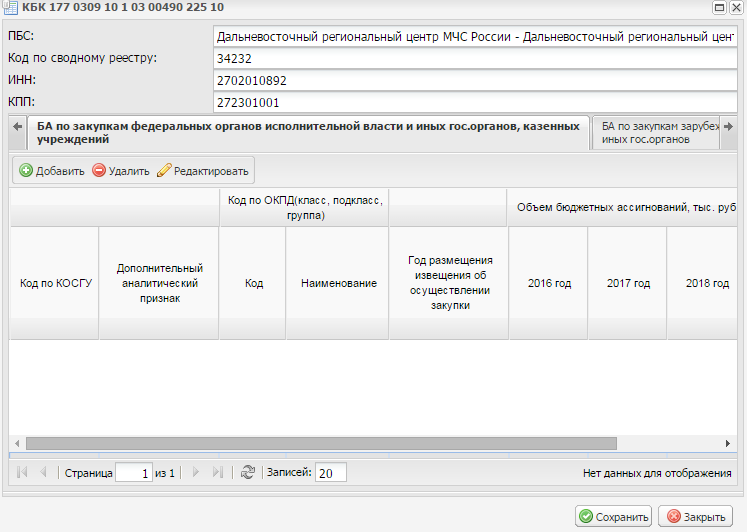 КБК 177 0309 10 1 03 00490 225 10
ПБС: Дальневосточный региональный центр МЧС России - Дальневосточный региональный цент
Код по сводному реестру: 34232
ИНН: 2702010892
КПП: 272301001
БА по закупкам федеральных органов исполнительной власти и иных гос.органов, казенных
учреждений
БА по закупкам зарубеж
иных гос.органов
Добавить Удалить Редактировать
Код по ОКПД(класс, подкласс,
группа)
Объем бюджетных ассигнований, тыс. руб
Код по КОСГУ
Дополнительный
аналитический
признак
Код
Наименование
Год размещения
извещения об
осуществлении
закупки
2016 год
2017 год
2018 год
Страница 1 из 1 Записей: 20 Нет данных для отображения
Сохранить Закрыть